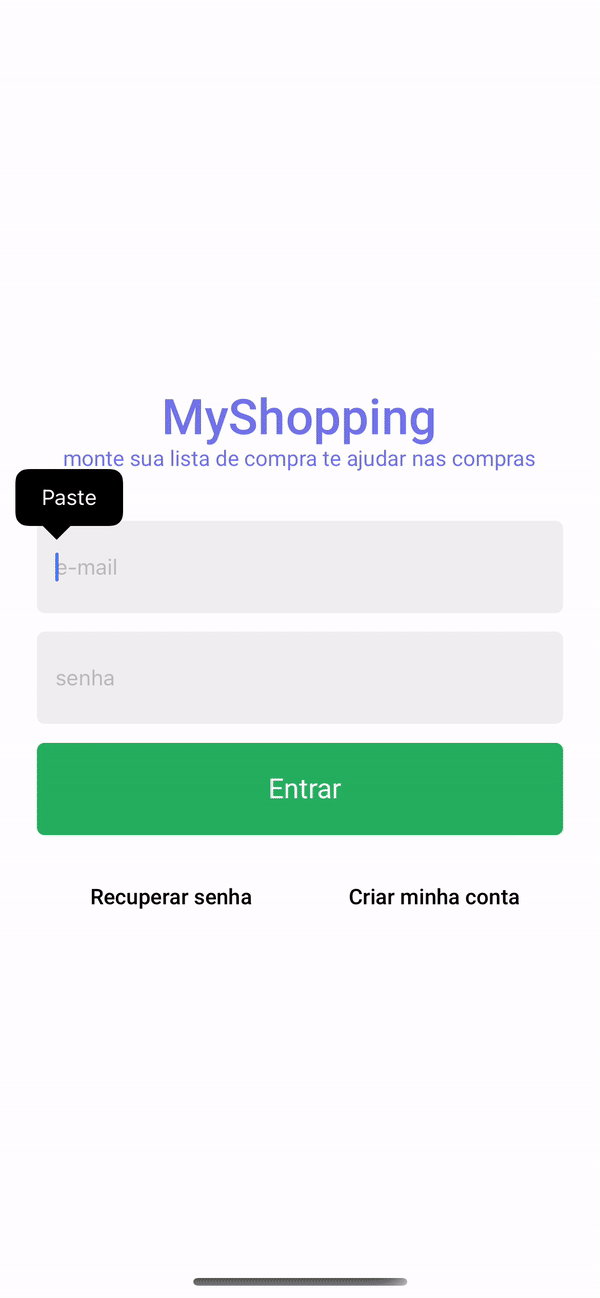 MyShopping
monte sua lista de compra te ajudar nas compras
Paste
e-mail
senha
Entrar
Recuperar senha
Criar minha conta